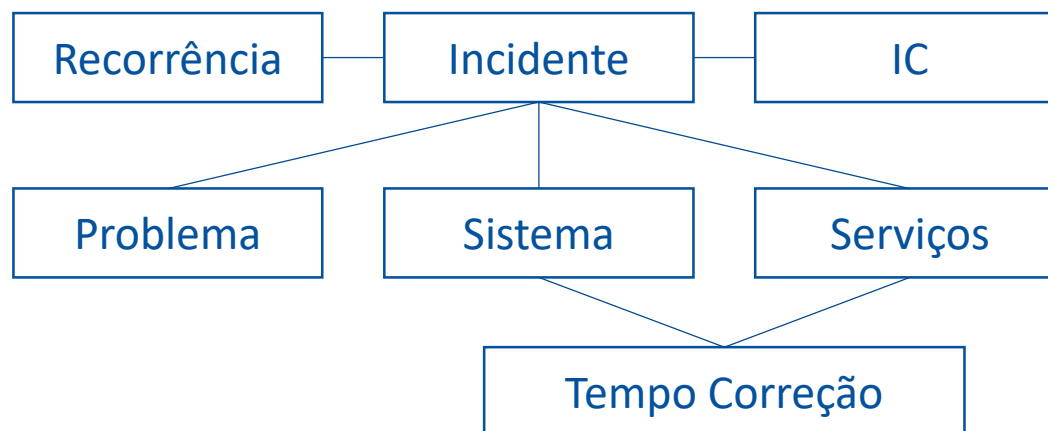 Recorrência
Incidente
IC
Problema
Sistema
Serviços
Tempo Correção